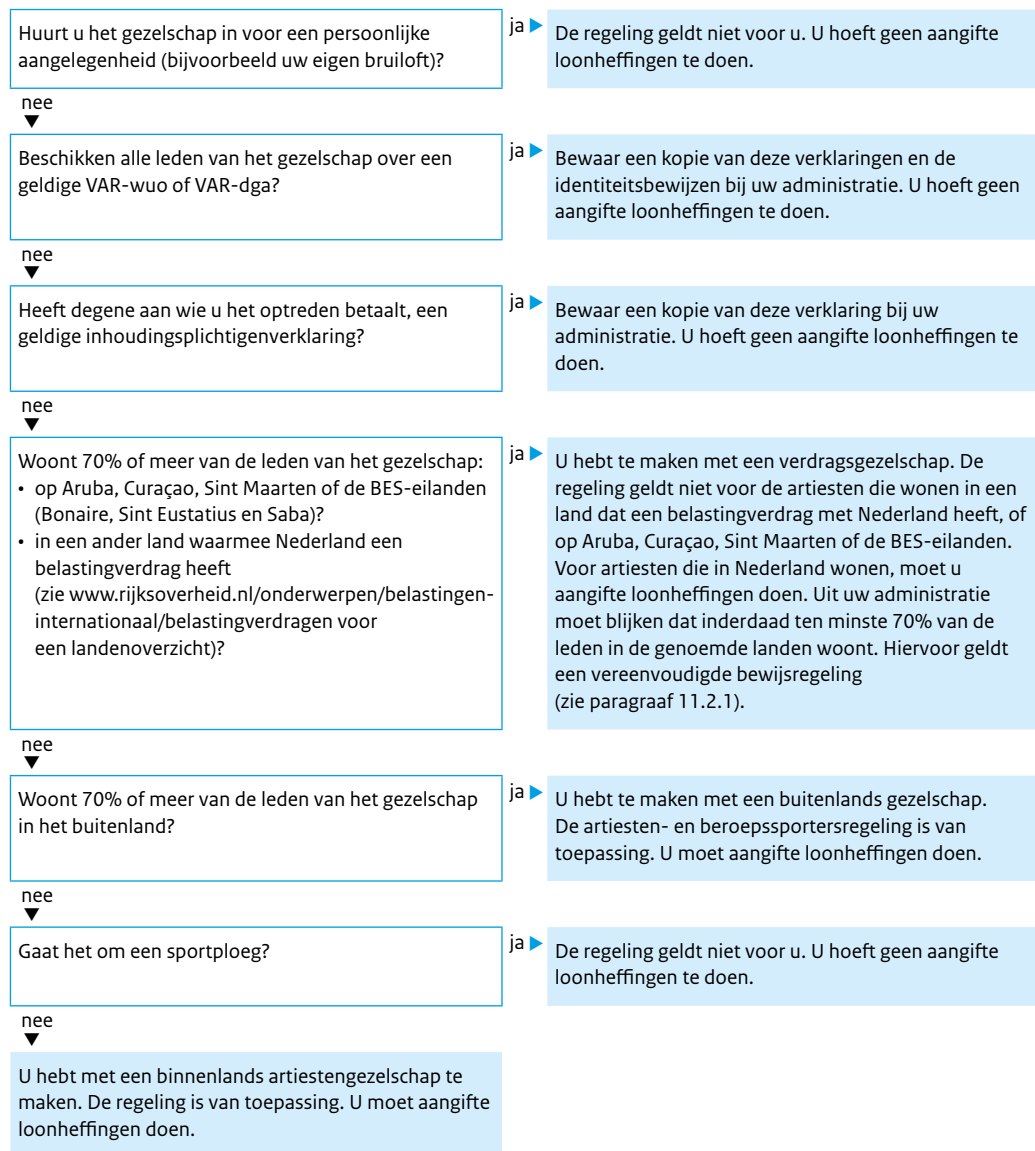 Huurt u het gezelschap in voor een persoonlijke
aangelegenheid (bijvoorbeeld uw eigen bruiloft)?
ja
De regeling geldt niet voor u. U hoeft geen aangifte
loonheffingen te doen.
nee
Beschikken alle leden van het gezelschap over een
geldige VAR-wuo of VAR-dga?
ja
Bewaar een kopie van deze verklaringen en de
identiteitsbewijzen bij uw administratie. U hoeft geen
aangifte loonheffingen te doen.
nee
Heeft degene aan wie u het optreden betaalt, een
geldige inhoudingsplichtigenverklaring?
ja
Bewaar een kopie van deze verklaring bij uw
administratie. U hoeft geen aangifte loonheffingen te
doen.
nee
Woont 70% of meer van de leden van het gezelschap:
• op Aruba, Curaçao, Sint Maarten of de BES-eilanden
(Bonaire, Sint Eustatius en Saba)?
• in een ander land waarmee Nederland een
belastingverdrag heeft
(zie www.rijksoverheid.nl/onderwerpen/belastingen-
internationaal/belastingverdragen voor
een landenoverzicht)?
ja
U hebt te maken met een verdragsgezelschap. De
regeling geldt niet voor de artiesten die wonen in een
land dat een belastingverdrag met Nederland heeft, of
op Aruba, Curaçao, Sint Maarten of de BES-eilanden.
Voor artiesten die in Nederland wonen, moet u
aangifte loonheffingen doen. Uit uw administratie
moet blijken dat inderdaad ten minste 70% van de
leden in de genoemde landen woont. Hiervoor geldt
een vereenvoudigde bewijsregeling
(zie paragraaf 11.2.1).
nee
Woont 70% of meer van de leden van het gezelschap
in het buitenland?
ja
U hebt te maken met een buitenlands gezelschap.
De artiesten- en beroepssportersregeling is van
toepassing. U moet aangifte loonheffingen doen.
nee
Gaat het om een sportploeg?
ja
De regeling geldt niet voor u. U hoeft geen aangifte
loonheffingen te doen.
nee
U hebt met een binnenlands artiestengezelschap te
maken. De regeling is van toepassing. U moet aangifte
loonheffingen doen.